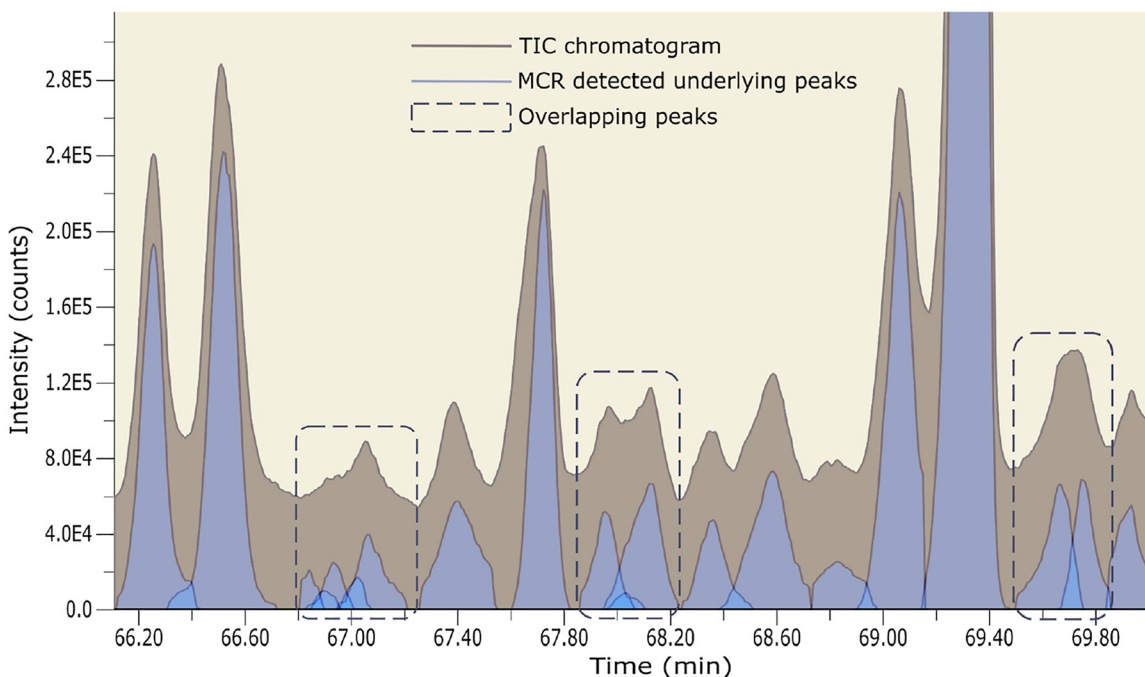 TIC chromatogram
MCR detected underlying peaks
Overlapping peaks
Intensity (counts)
2.8E5
2.4E5
2.0E5
1.6E5
1.2E5
8.0E4
4.0E4
0.0
66.20 66.60 67.00 67.40 67.80 68.20 68.60 69.00 69.40 69.80
Time (min)